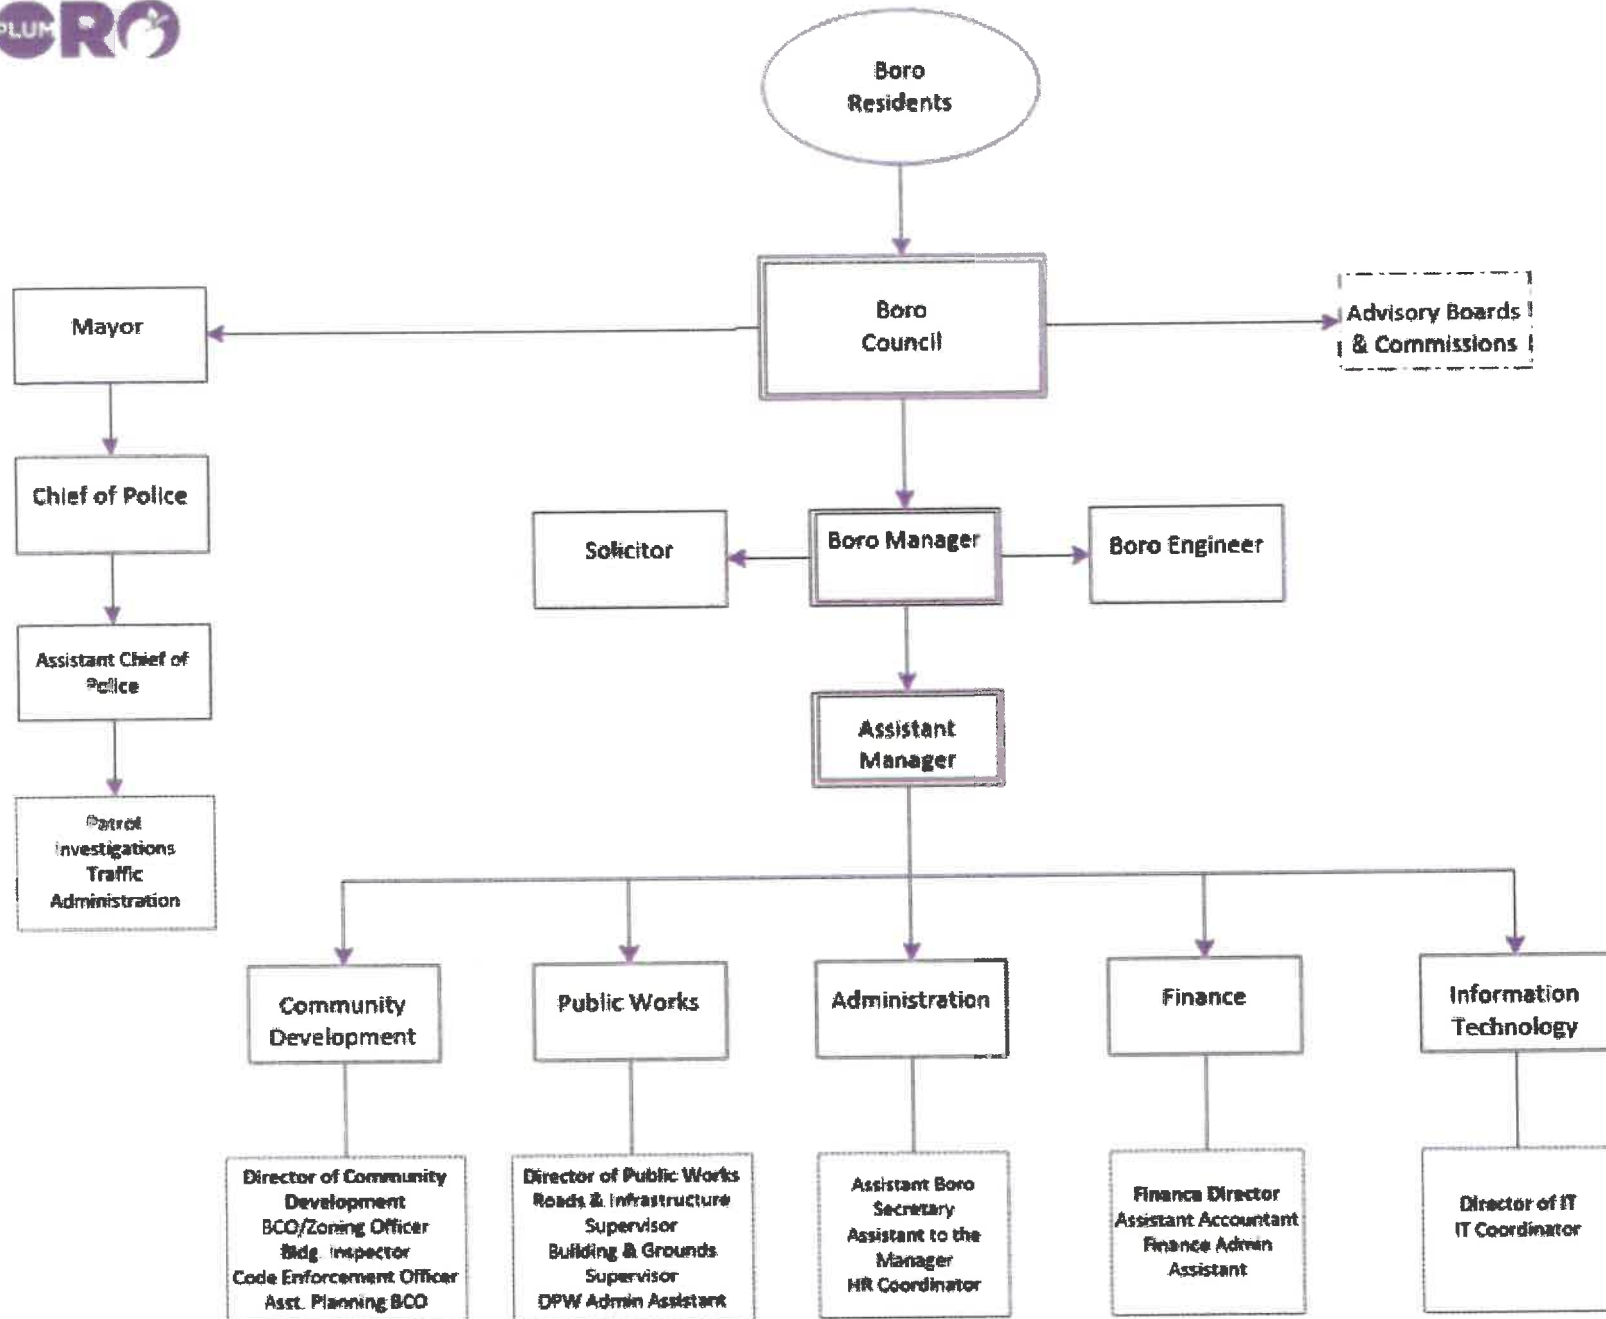 PLUM
ORO
Boro
Residents
Boro
Council
Mayor
Advisory Boards
& Commissions
Chief of Police
Solicitor
Boro Manager
Boro Engineer
Assistant Chief of
Police
Assistant
Manager
Patrol
Investigations
Traffic
Administration
Community
Development
Public Works
Administration
Finance
Information
Technology
Director of Community
Development
BCO/Zoning Officer
Bldg. Inspector
Code Enforcement Officer
Asst. Planning BCO
Director of Public Works
Roads & Infrastructure
Supervisor
Building & Grounds
Supervisor
DPW Admin Assistant
Assistant Boro
Secretary
Assistant to the
Manager
HR Coordinator
Finance Director
Assistant Accountant
Finance Admin
Assistant
Director of IT
IT Coordinator